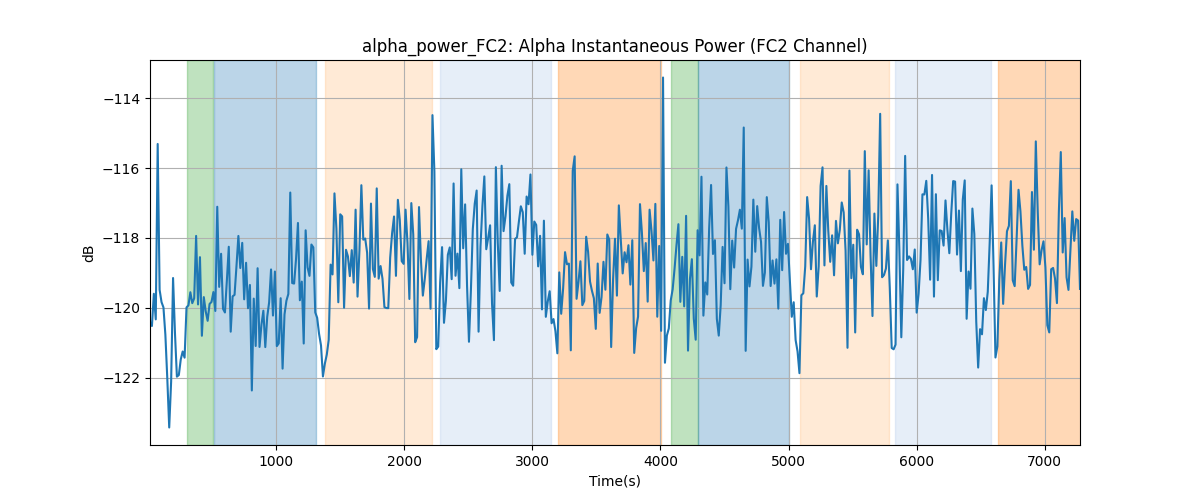 alpha_power_FC2: Alpha Instantaneous Power (FC2 Channel)
−114
−116
−118
−120
−122
dB
1000 2000 3000 4000 5000 6000 7000
Time(s)